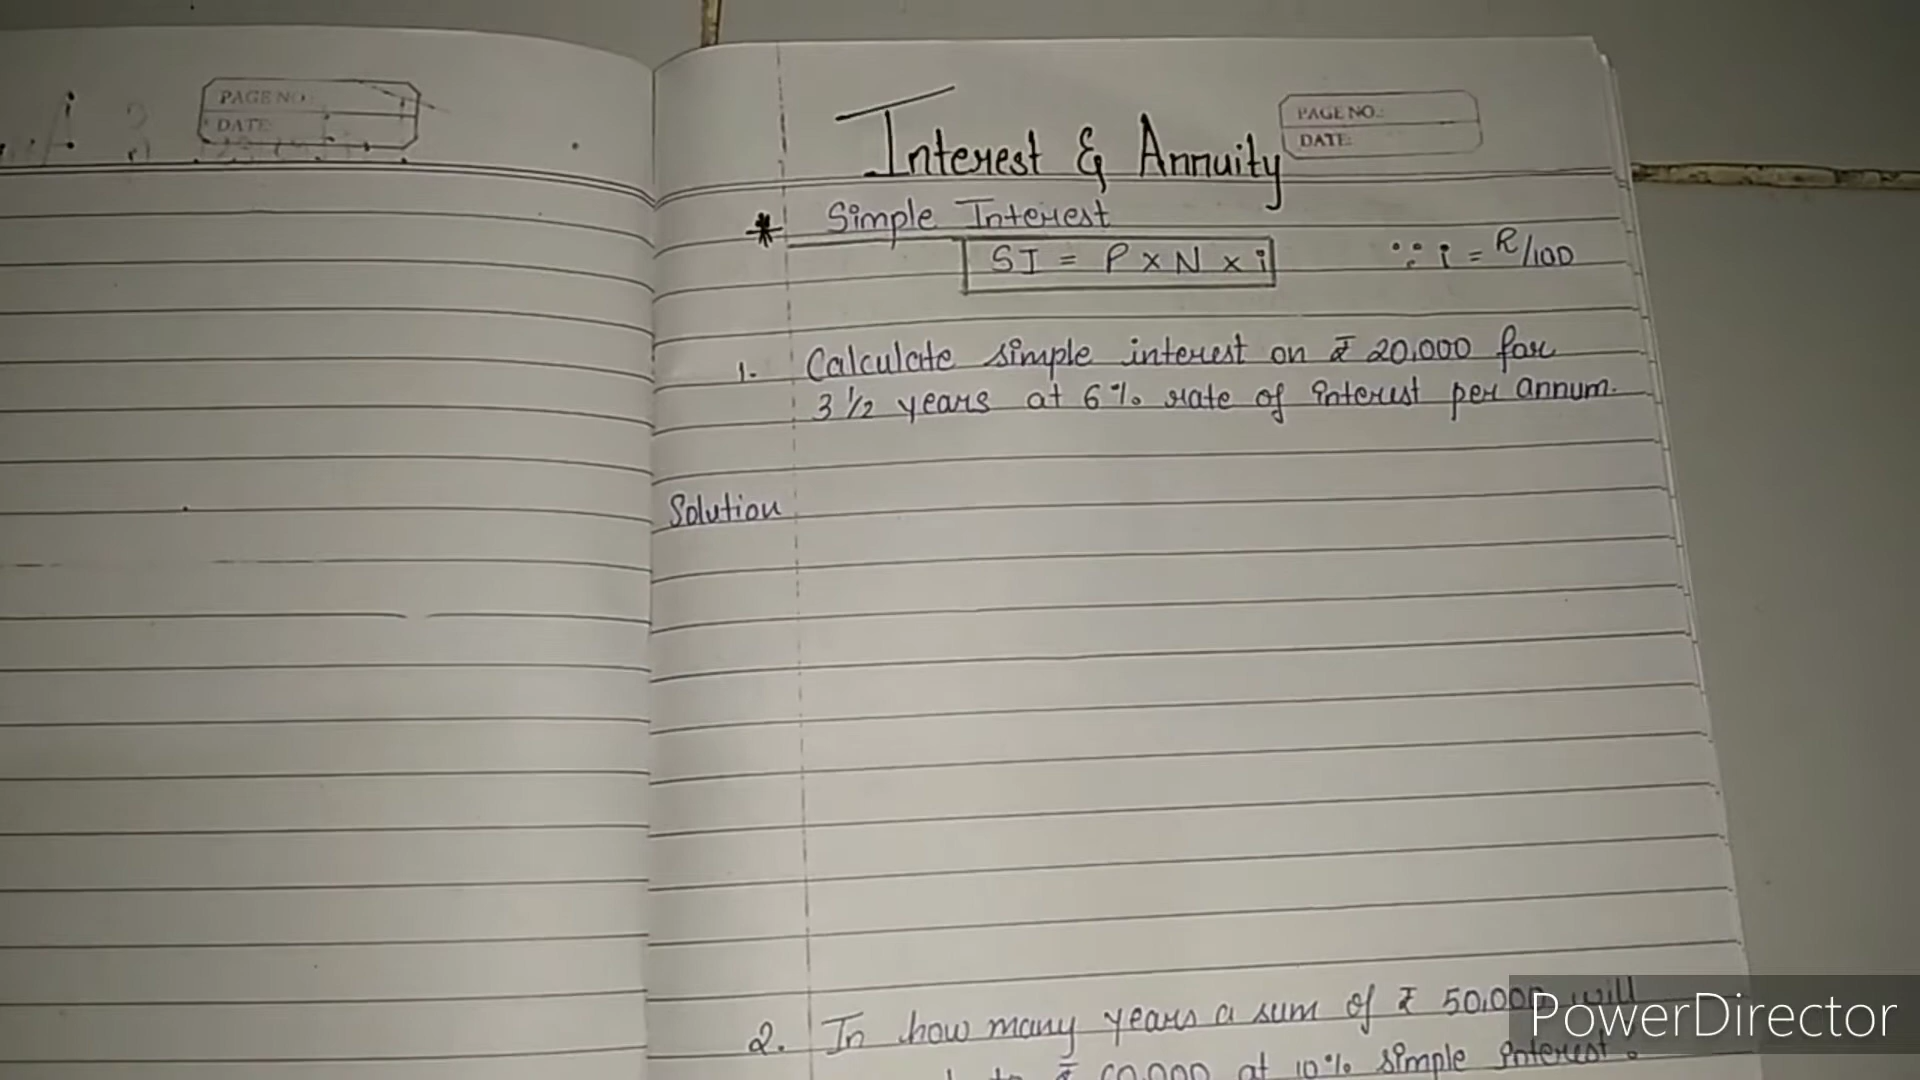 PAGE NO.:
DATE:
Interest & Annuity
PAGE NO.:
DATE:
* Simple Interest
SI = P × N × i ∵ i = R/100
1. Calculate simple interest on ₹ 20,000 for
3 1/2 years at 6% rate of interest per annum.
Solution
2. In how many years a sum of ₹ 50,000 will
to ₹ 60,000 at 10% simple interest.
PowerDirector